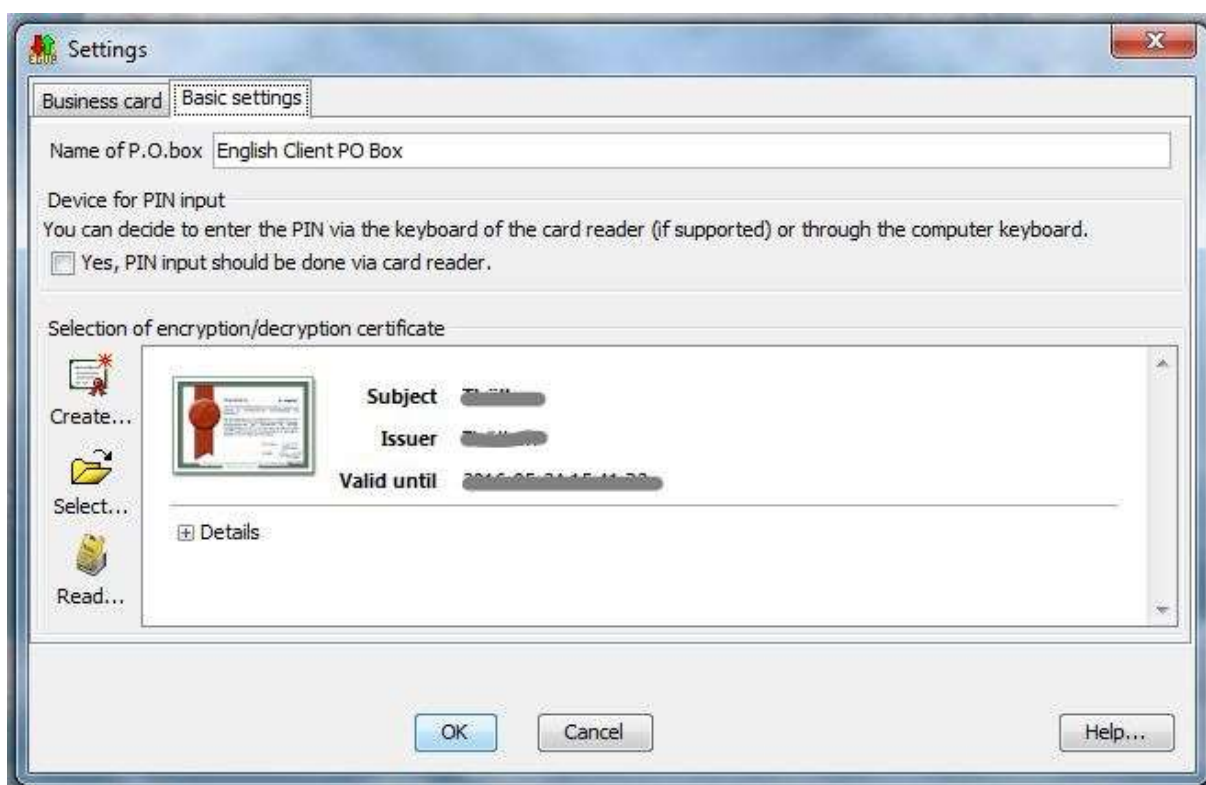 Settings
Business card
Basic settings
Name of P.O.box English Client PO Box
Device for PIN input
You can decide to enter the PIN via the keyboard of the card reader (if supported) or through the computer keyboard.
Yes, PIN input should be done via card reader.
Selection of encryption/decryption certificate
Create...
Select...
Read...
Subject
Issuer
Valid until
Details
OK
Cancel
Help...